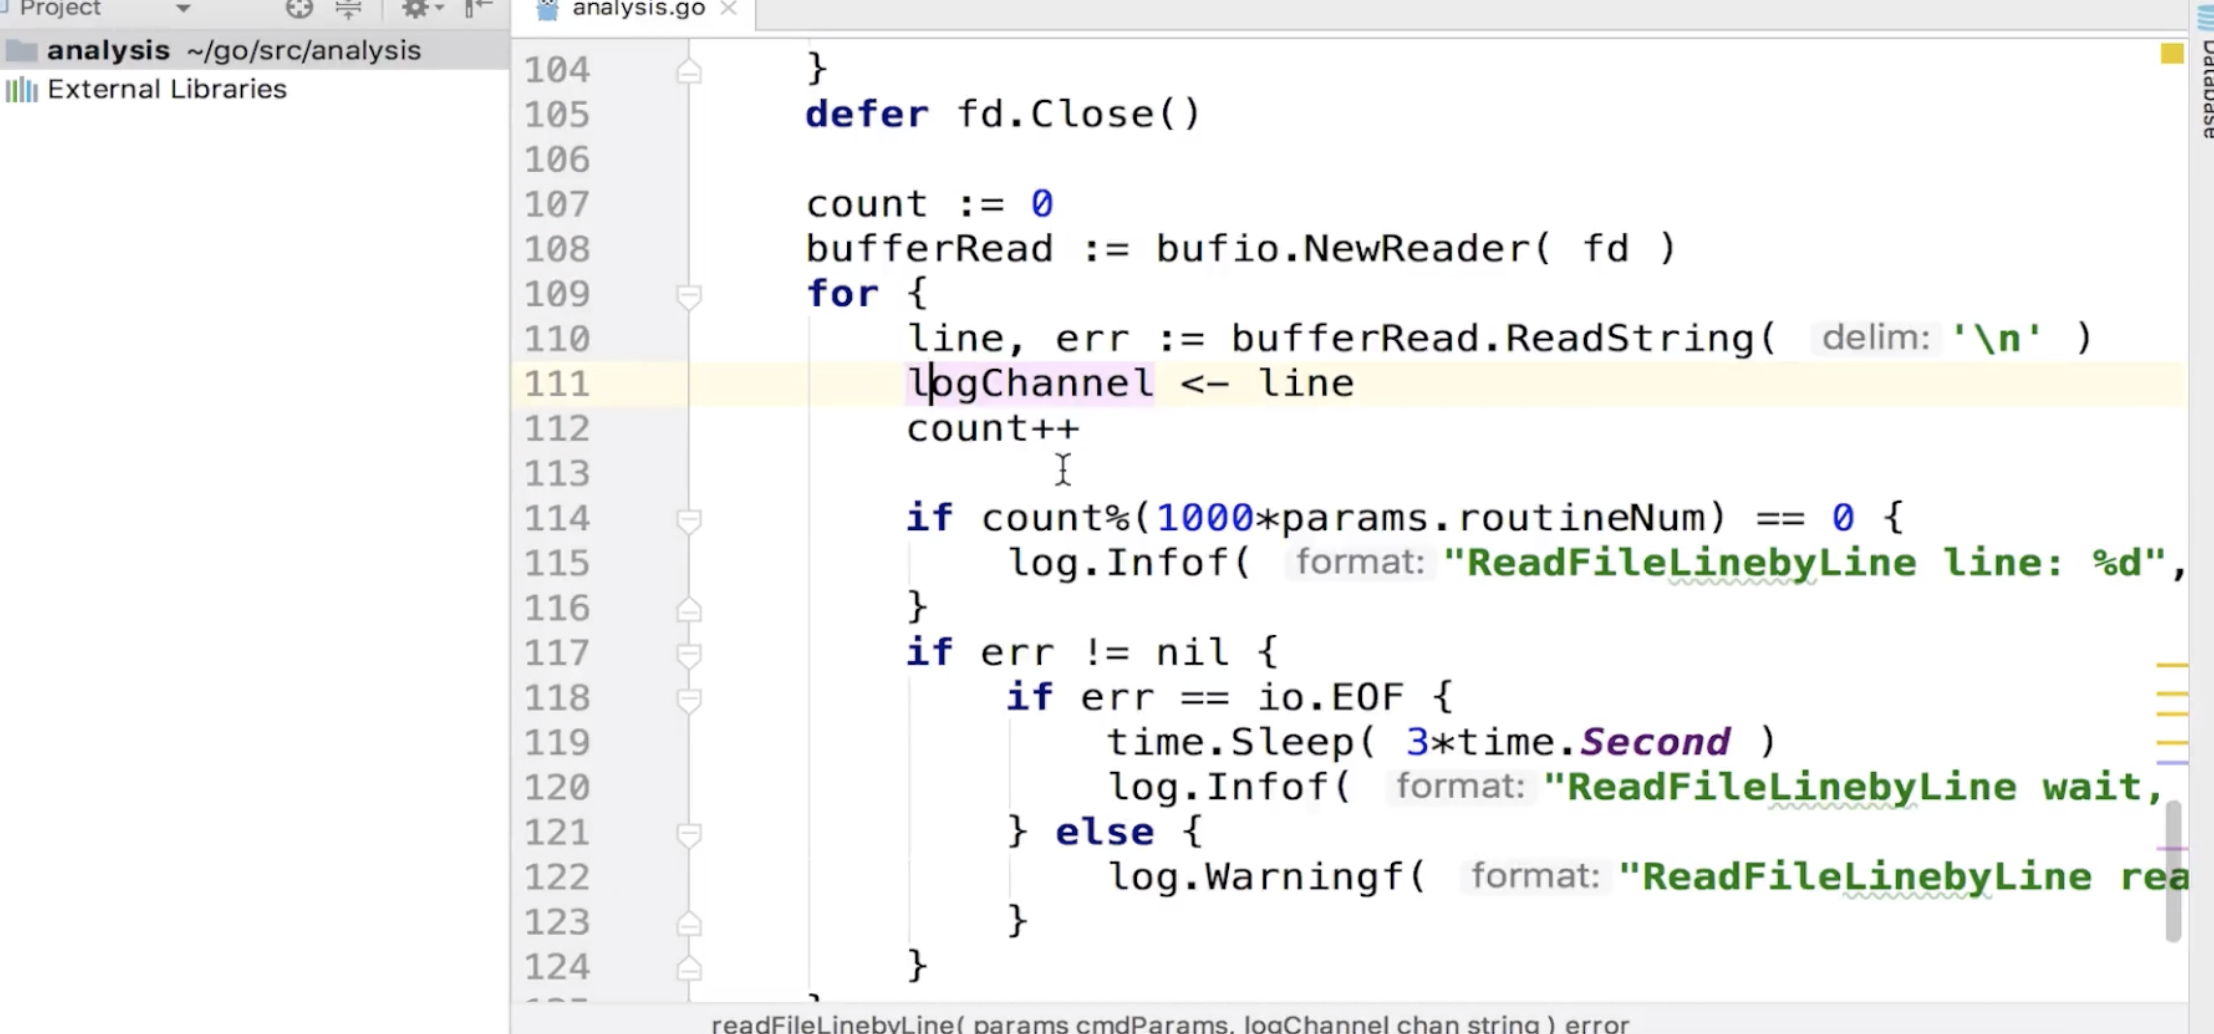 Project
analysis.go
analysis ~/go/src/analysis
External Libraries
Database
104 }
105 defer fd.Close()
106
107 count := 0
108 bufferRead := bufio.NewReader( fd )
109 for {
110 line, err := bufferRead.ReadString( delim: '\n' )
111 logChannel <- line
112 count++
113
114 if count%(1000*params.routineNum) == 0 {
115 log.Infof( format: "ReadFileLinebyLine line: %d",
116 }
117 if err != nil {
118 if err == io.EOF {
119 time.Sleep( 3*time.Second )
120 log.Infof( format: "ReadFileLinebyLine wait,
121 } else {
122 log.Warningf( format: "ReadFileLinebyLine rea
123 }
124 }
readFileLinebyLine( params cmdParams, logChannel chan string ) error